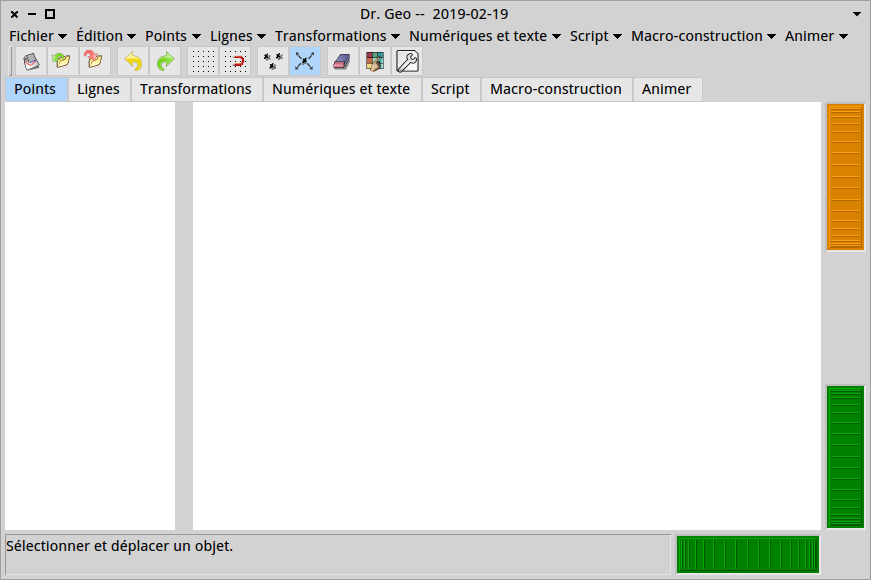 Dr. Geo -- 2019-02-19
Fichier Édition Points Lignes Transformations Numériques et texte Script Macro-construction Animer
Points Lignes Transformations Numériques et texte Script Macro-construction Animer
Sélectionner et déplacer un objet.